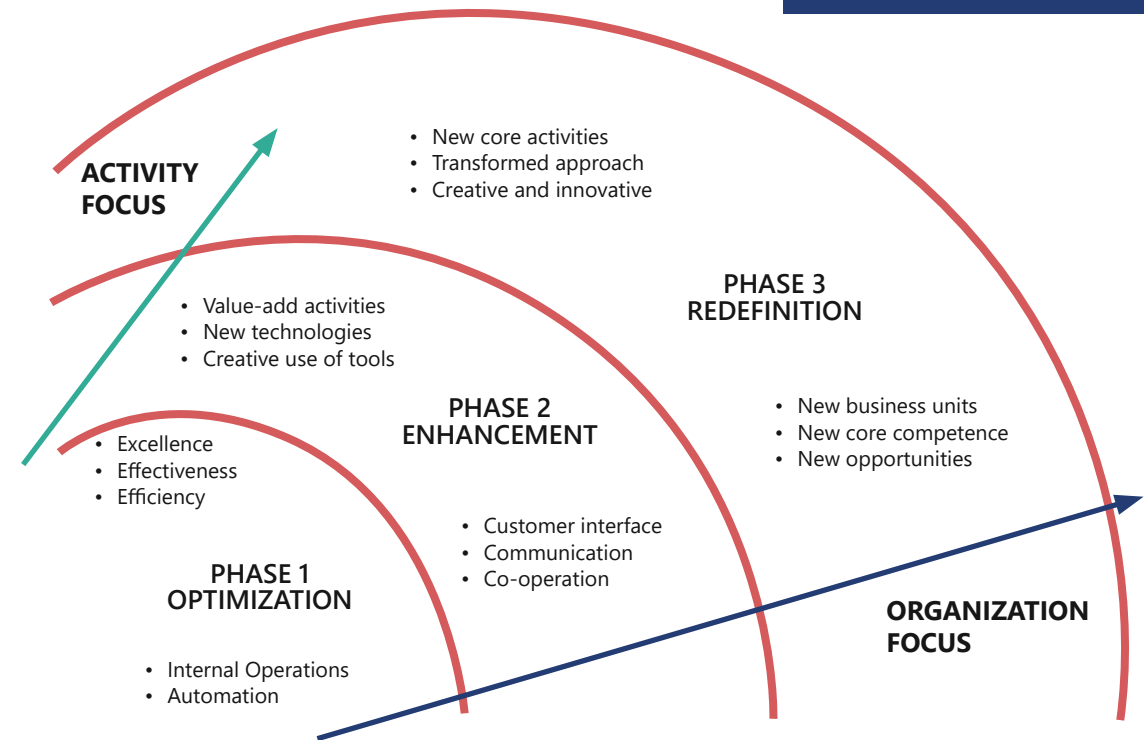 • New core activities
• Transformed approach
• Creative and innovative
ACTIVITY
FOCUS
PHASE 3
REDEFINITION
• Value-add activities
• New technologies
• Creative use of tools
PHASE 2
ENHANCEMENT
• New business units
• New core competence
• New opportunities
• Excellence
• Effectiveness
• Efficiency
• Customer interface
• Communication
• Co-operation
PHASE 1
OPTIMIZATION
ORGANIZATION
FOCUS
• Internal Operations
• Automation